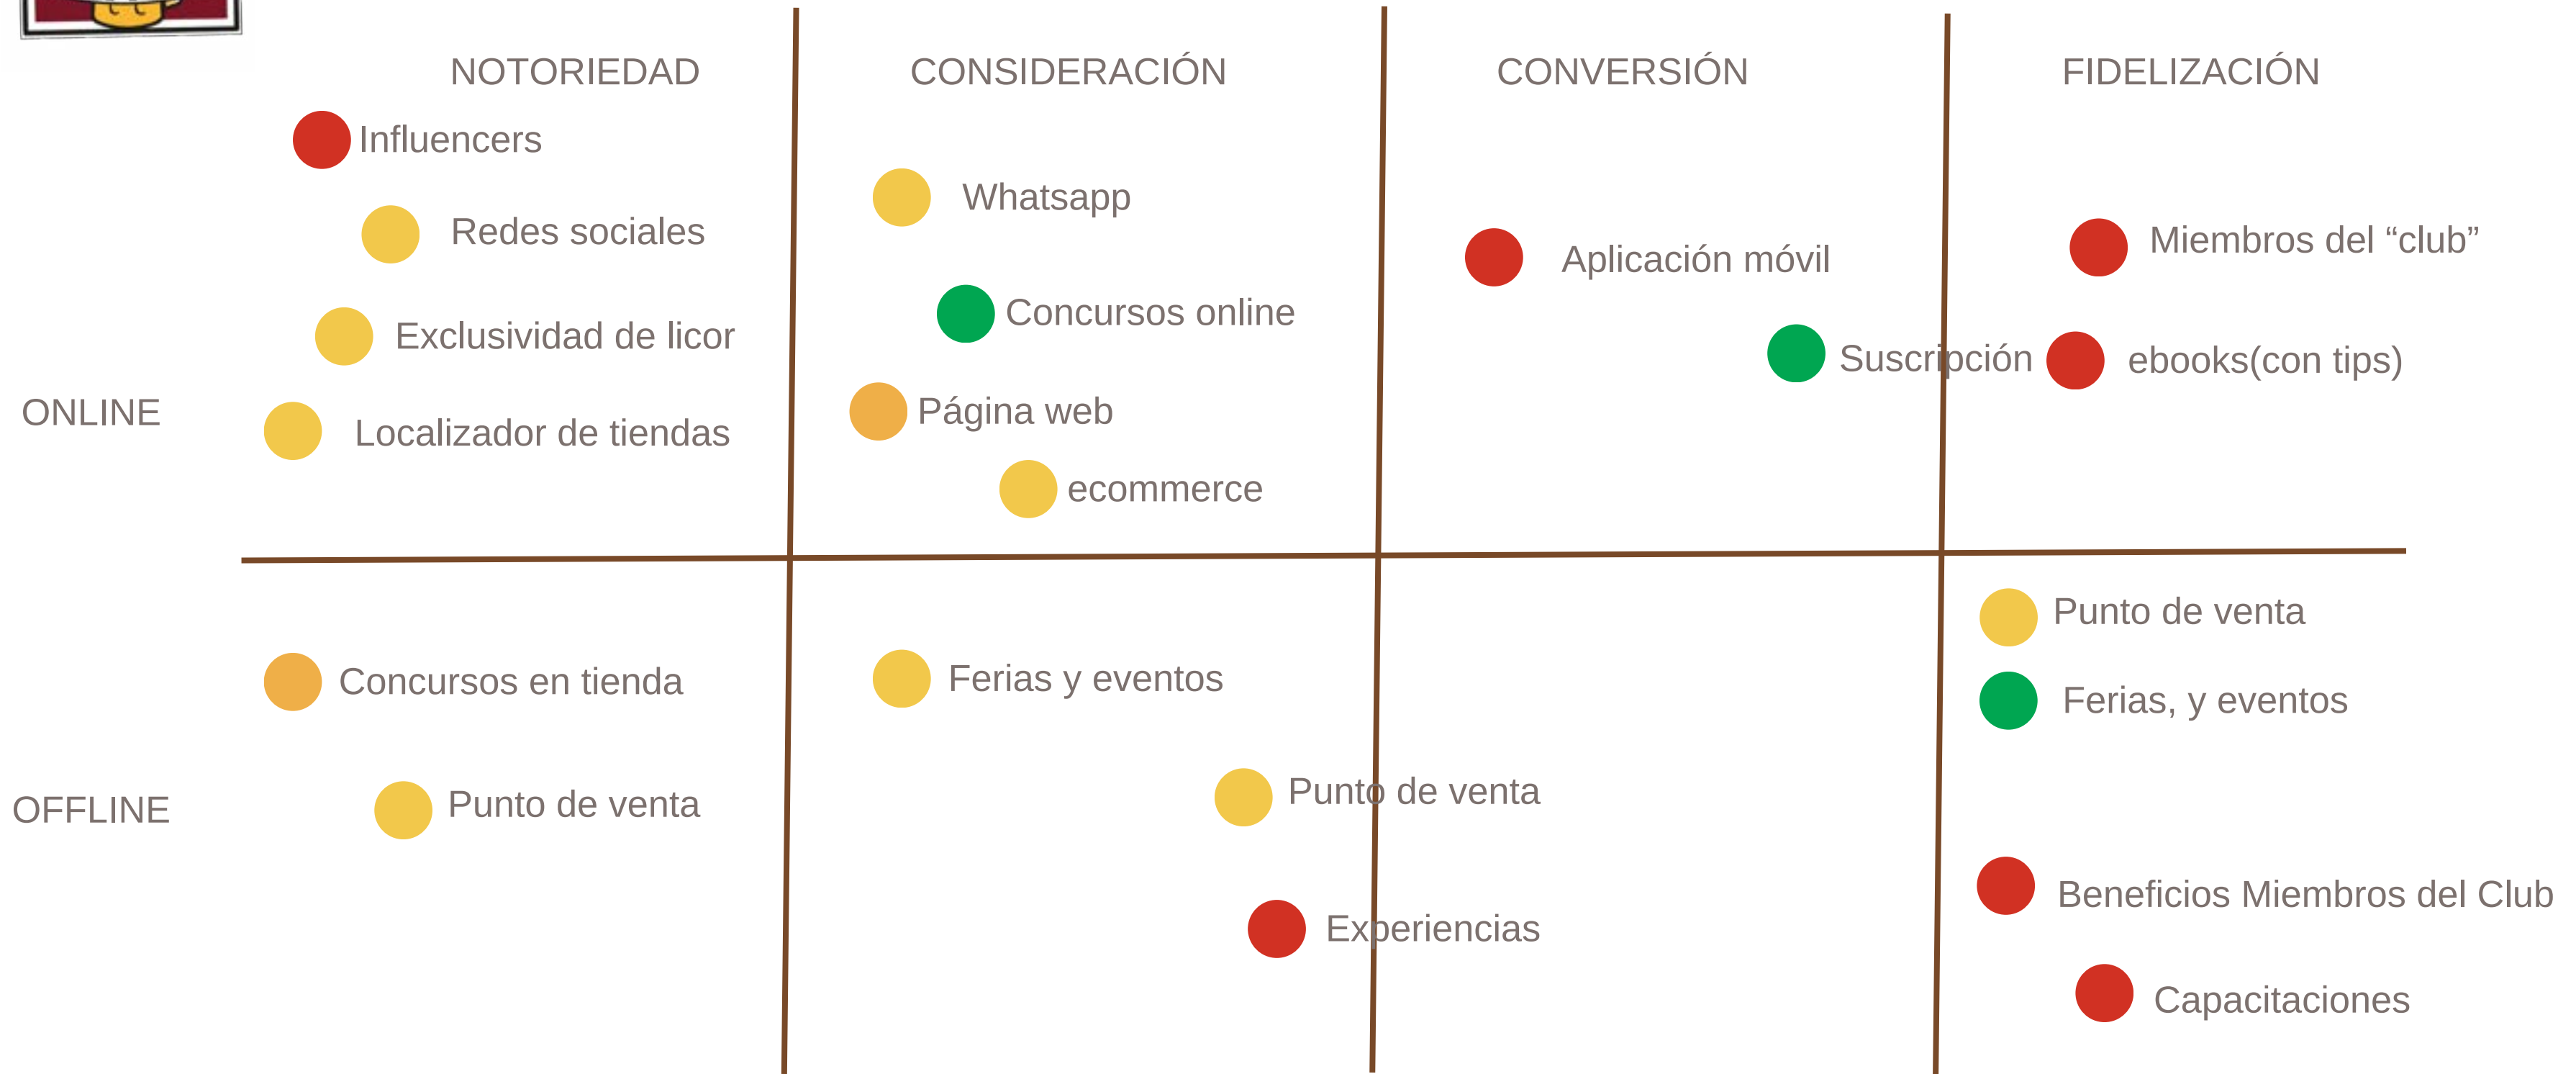 NOTORIEDAD
CONSIDERACIÓN
CONVERSIÓN
FIDELIZACIÓN
ONLINE
Influencers
Redes sociales
Exclusividad de licor
Localizador de tiendas
Whatsapp
Concursos online
Página web
ecommerce
Aplicación móvil
Suscripción
Miembros del “club”
ebooks(con tips)
OFFLINE
Concursos en tienda
Punto de venta
Ferias y eventos
Punto de venta
Experiencias
Punto de venta
Ferias, y eventos
Beneficios Miembros del Club
Capacitaciones